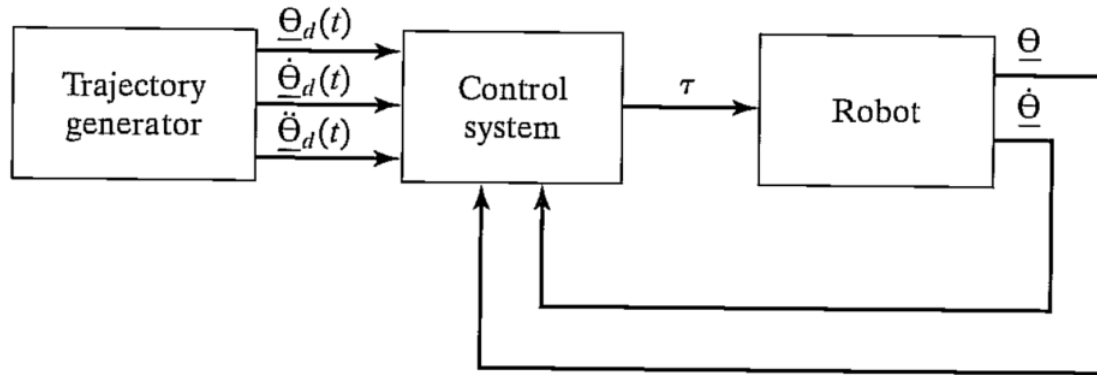 Trajectory
generator
Θ_d(t)
Θ̇_d(t)
Θ̈_d(t)
Control
system
τ
Robot
Θ
Θ̇